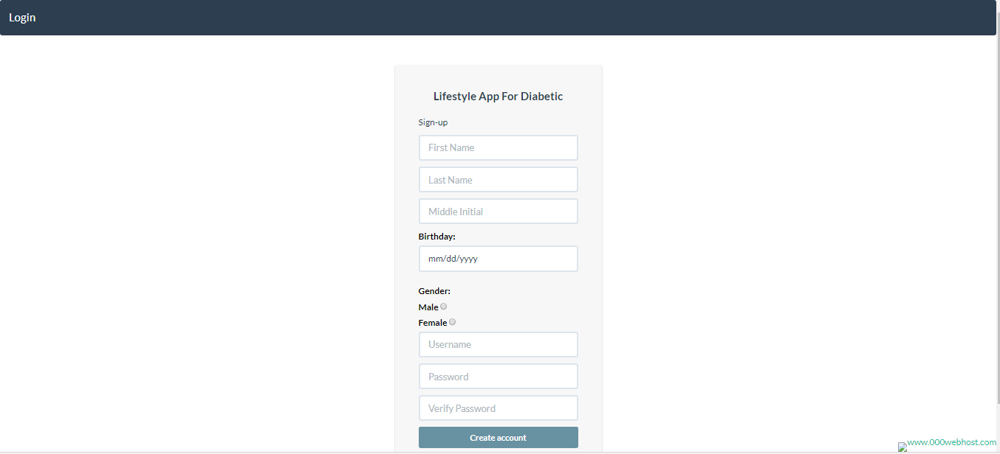 Login
Lifestyle App For Diabetic
Sign-up
First Name
Last Name
Middle Initial
Birthday:
mm/dd/yyyy
Gender:
Male
Female
Username
Password
Verify Password
Create account
www.000webhost.com